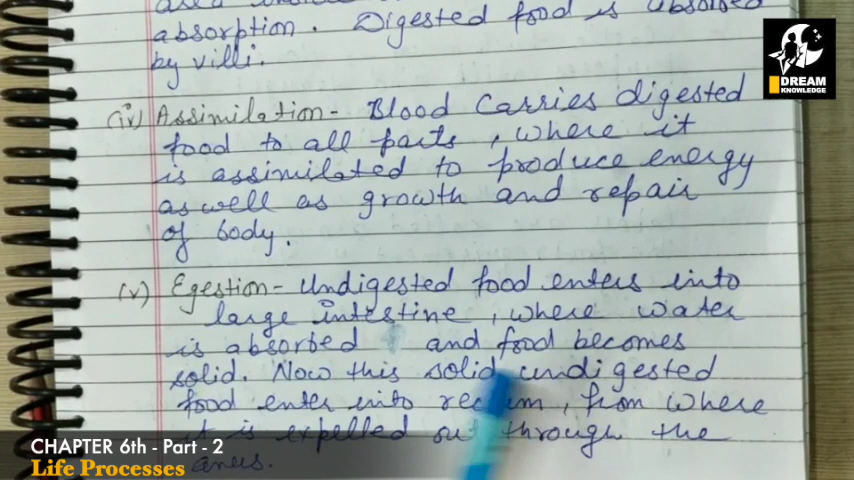 absorption. Digested food is absorbed
by villi.
(iv) Assimilation- Blood Carries digested
food to all parts, where it
is assimilated to produce energy
as well as growth and repair
of body.
(v) Egestion- Undigested food enters into
large intestine, where water
is absorbed and food becomes
solid. Now this solid undigested
food enter into rectum, from where
it is expelled out through the
anus.
DREAM
KNOWLEDGE
CHAPTER 6th - Part - 2
Life Processes